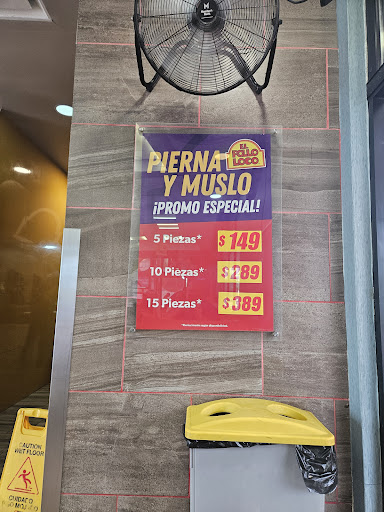 PIERNA
Y MUSLO
EL
POLLO
LOCO
¡PROMO ESPECIAL!
5 Piezas* $149
10 Piezas* $289
15 Piezas* $389
CAUTION
WET FLOOR
CUIDADO
PISO MOJADO